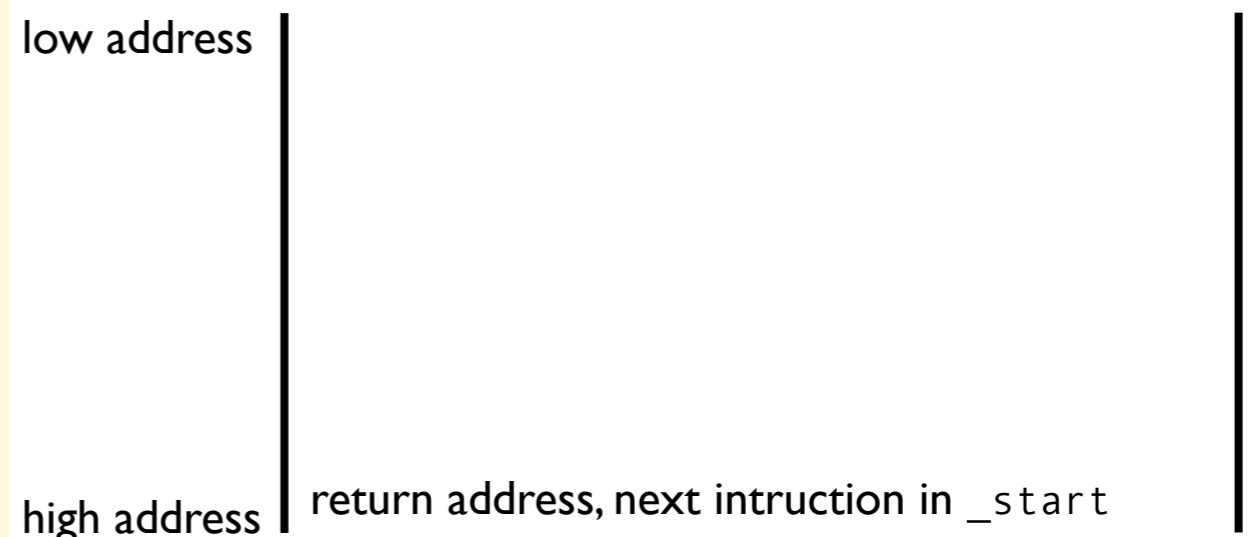 low address
return address, next intruction in _start
high address